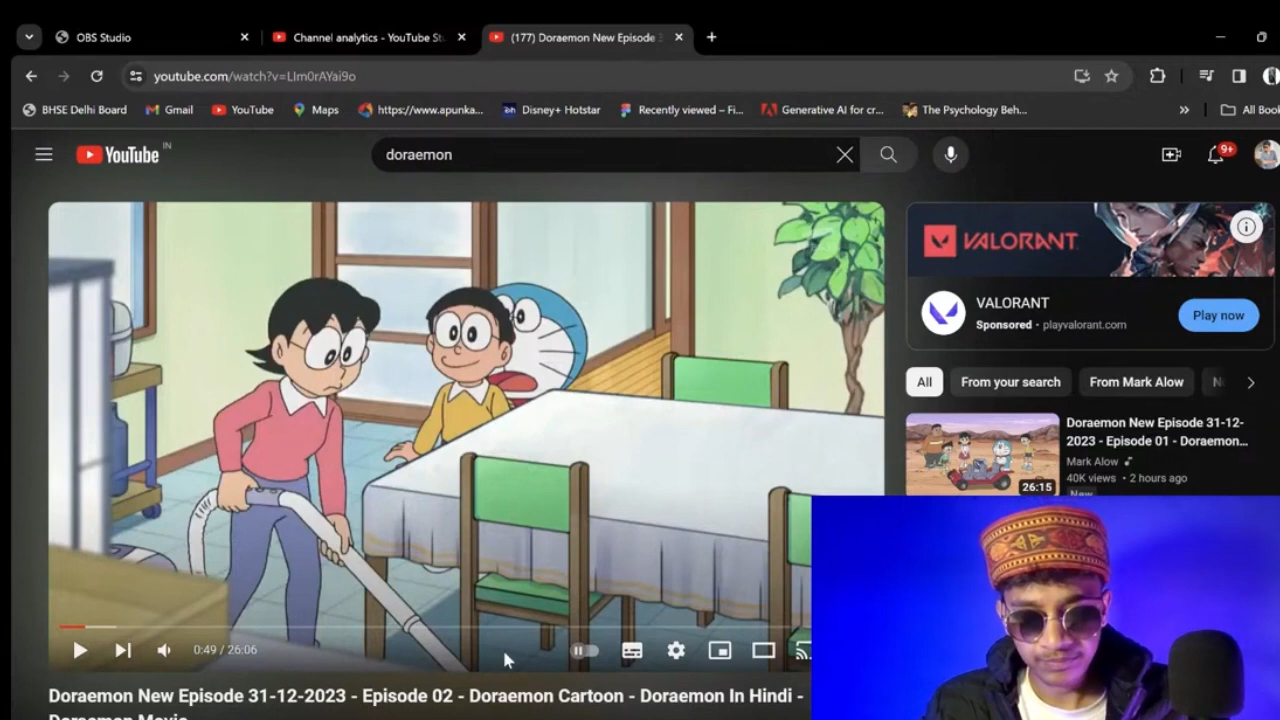 OBS Studio
Channel analytics - YouTube St
(177) Doraemon New Episode 3
youtube.com/watch?v=LIm0rAYai9o
BHSE Delhi Board
Gmail
YouTube
Maps
https://www.apunka...
Disney+ Hotstar
Recently viewed – Fi...
Generative AI for cr...
The Psychology Beh...
»
All Book
YouTube IN
doraemon
9+
VALORANT
VALORANT
Sponsored • playvalorant.com
Play now
All
From your search
From Mark Alow
N
Doraemon New Episode 31-12-
2023 - Episode 01 - Doraemon...
Mark Alow
40K views • 2 hours ago
New
26:15
0:49 / 26:06
Doraemon New Episode 31-12-2023 - Episode 02 - Doraemon Cartoon - Doraemon In Hindi -
Doraemon Movie